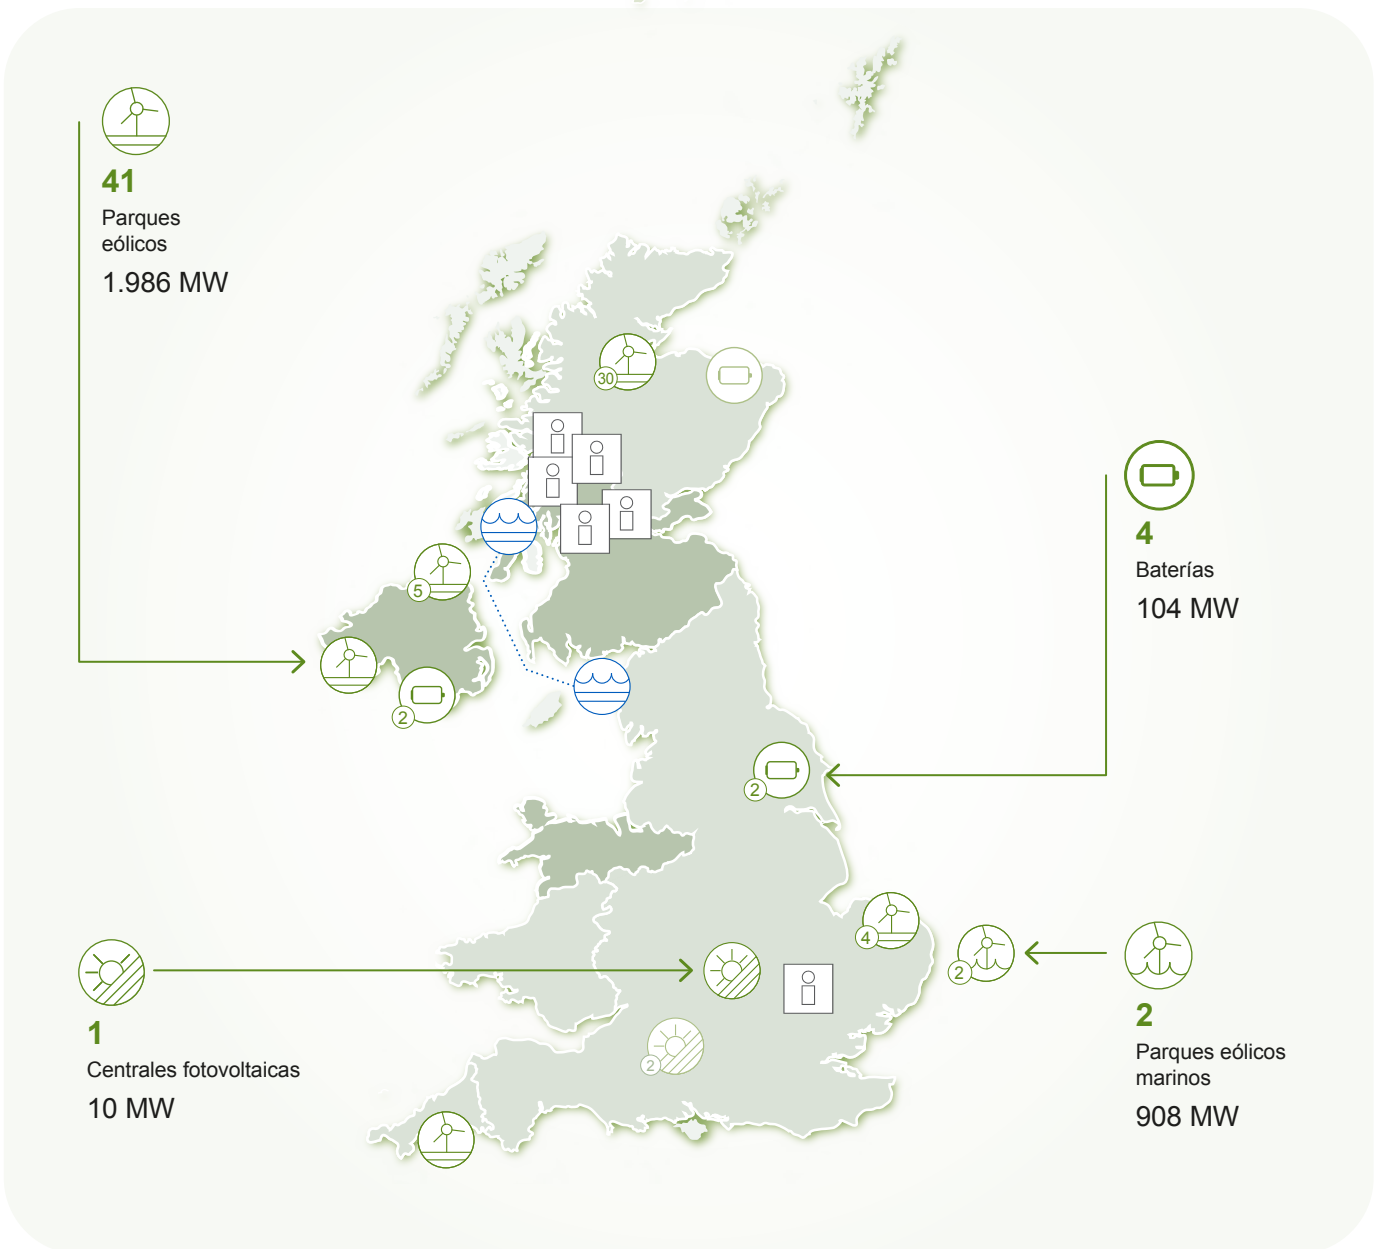 41
Parques
eólicos
1.986 MW
30
5
2
4
Baterías
104 MW
2
4
2
1
Centrales fotovoltaicas
10 MW
2
2
Parques eólicos
marinos
908 MW